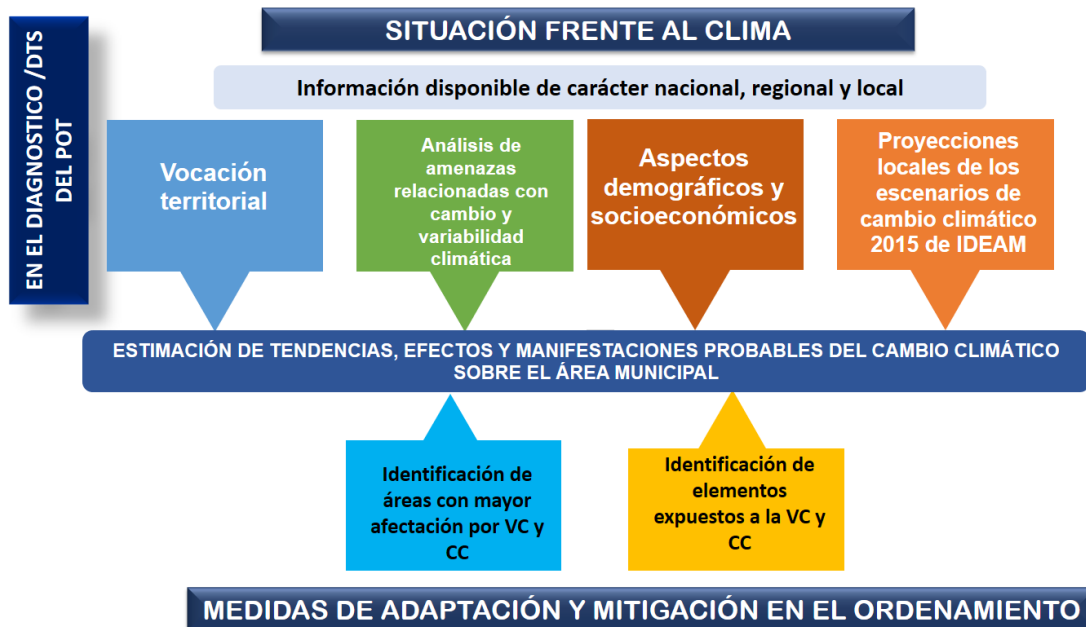 EN EL DIAGNOSTICO /DTS
DEL POT
SITUACIÓN FRENTE AL CLIMA
Información disponible de carácter nacional, regional y local
Vocación
territorial
Análisis de
amenazas
relacionadas con
cambio y
variabilidad
climática
Aspectos
demográficos y
socioeconómicos
Proyecciones
locales de los
escenarios de
cambio climático
2015 de IDEAM
ESTIMACIÓN DE TENDENCIAS, EFECTOS Y MANIFESTACIONES PROBABLES DEL CAMBIO CLIMÁTICO
SOBRE EL ÁREA MUNICIPAL
Identificación de
áreas con mayor
afectación por VC y
CC
Identificación de
elementos
expuestos a la VC y
CC
MEDIDAS DE ADAPTACIÓN Y MITIGACIÓN EN EL ORDENAMIENTO